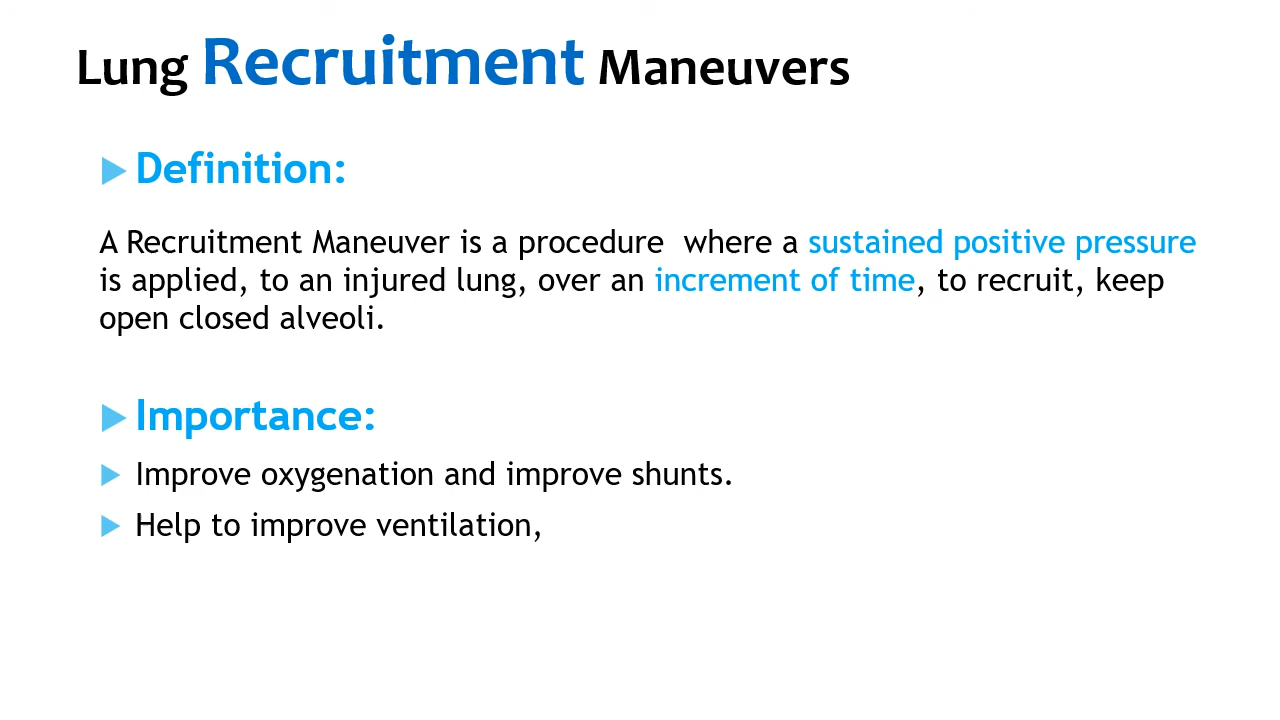 Lung Recruitment Maneuvers
Definition:
A Recruitment Maneuver is a procedure  where a sustained positive pressure
is applied, to an injured lung, over an increment of time, to recruit, keep
open closed alveoli.
Importance:
Improve oxygenation and improve shunts.
Help to improve ventilation,